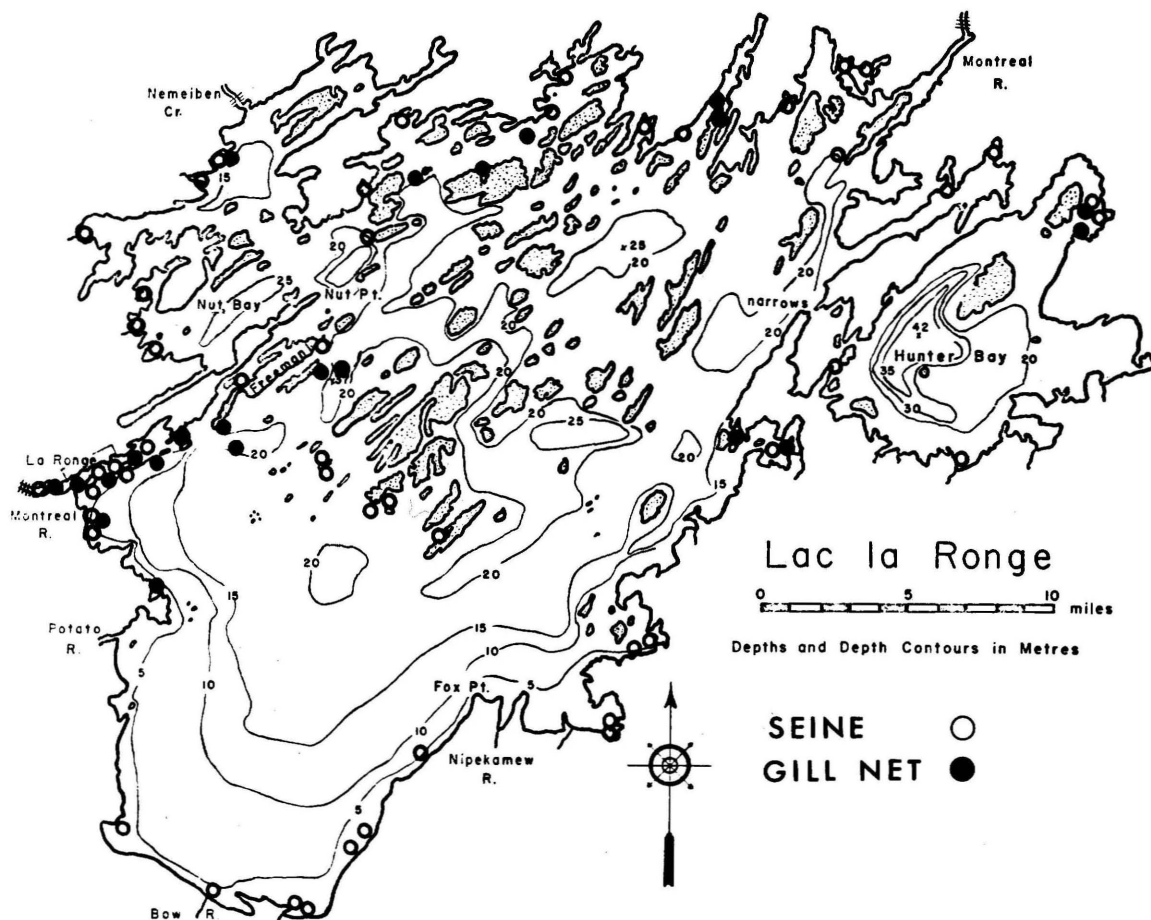 Montreal
R.
Nemeiben
Cr.
15
20
25
x25
20
20
Nut Bay
Nut Pt.
narrows
20
20
42
x
Hunter Bay
20
35
30
Freeman
20
20
20
25
20
20
La Ronge
15
Montreal
R.
20
20
15
Potato
R.
15
10
5
10
5
Fox Pt.
10
Nipekamew
R.
5
Bow R.
Lac la Ronge
0 5 10 miles
Depths and Depth Contours in Metres
SEINE
GILL NET